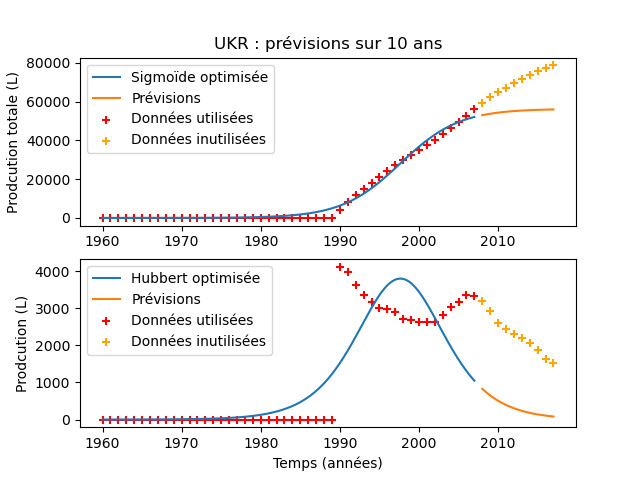 UKR : prévisions sur 10 ans
Prodcution totale (L)
80000
60000
40000
20000
0
Sigmoïde optimisée
Prévisions
Données utilisées
Données inutilisées
1960 1970 1980 1990 2000 2010
Prodcution (L)
4000
3000
2000
1000
0
Hubbert optimisée
Prévisions
Données utilisées
Données inutilisées
1960 1970 1980 1990 2000 2010
Temps (années)